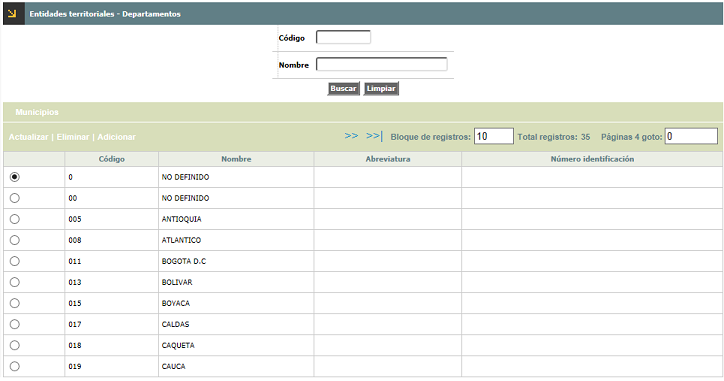 Entidades territoriales - Departamentos
Código
Nombre
Buscar Limpiar
Municipios
Actualizar | Eliminar | Adicionar >> >>| Bloque de registros: 10 Total registros: 35 Páginas 4 goto: 0
Código Nombre Abreviatura Número identificación
0 NO DEFINIDO
00 NO DEFINIDO
005 ANTIOQUIA
008 ATLANTICO
011 BOGOTA D.C
013 BOLIVAR
015 BOYACA
017 CALDAS
018 CAQUETA
019 CAUCA